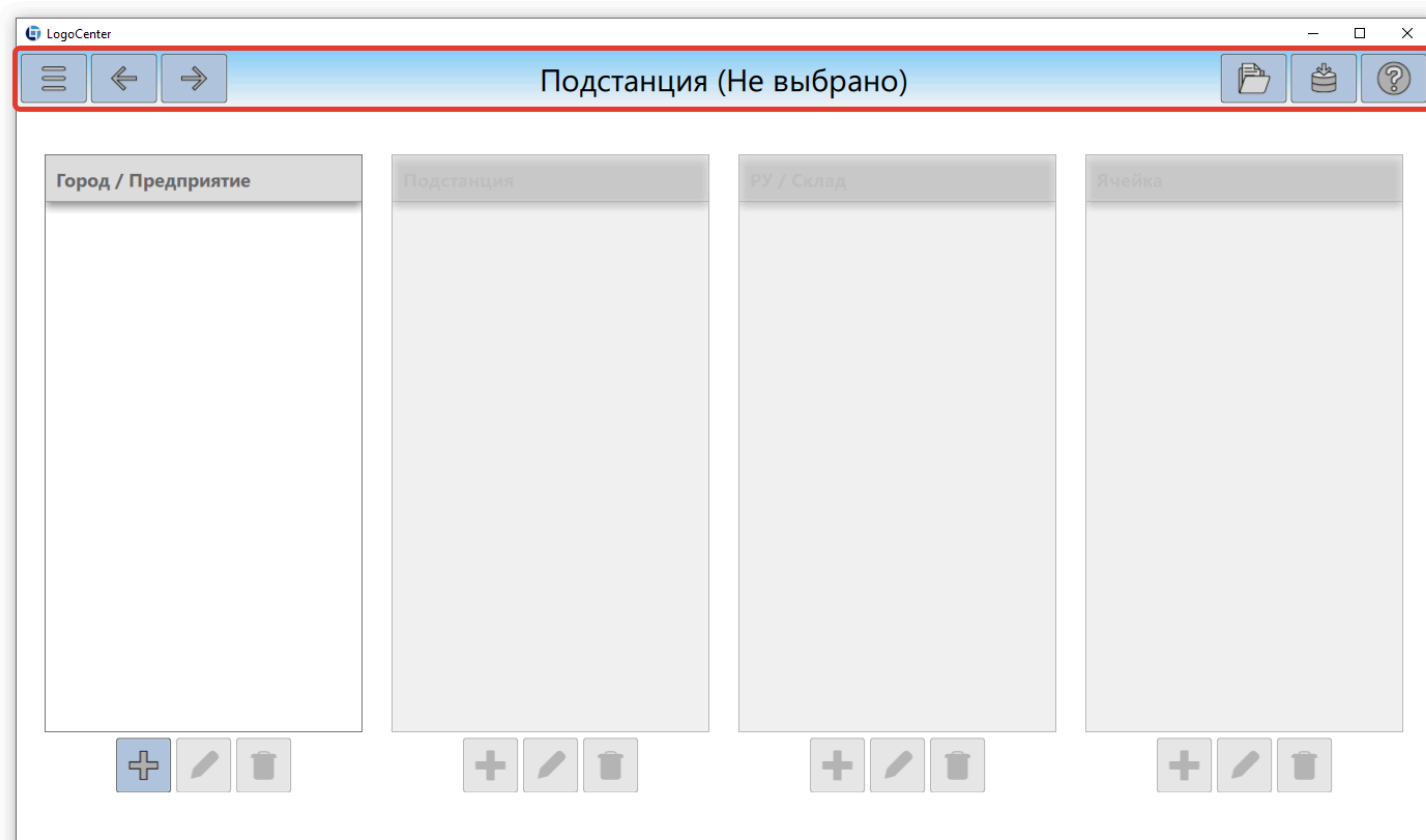 LogoCenter
Подстанция (Не выбрано)
Город / Предприятие
Подстанция
РУ / Склад
Ячейка